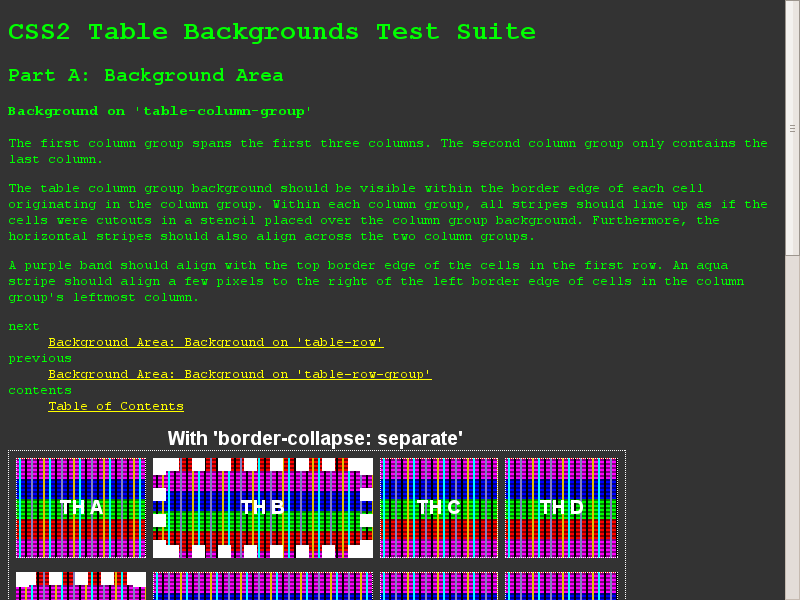 CSS2 Table Backgrounds Test Suite
Part A: Background Area
Background on 'table-column-group'
The first column group spans the first three columns. The second column group only contains the
last column.
The table column group background should be visible within the border edge of each cell
originating in the column group. Within each column group, all stripes should line up as if the
cells were cutouts in a stencil placed over the column group background. Furthermore, the
horizontal stripes should also align across the two column groups.
A purple band should align with the top border edge of the cells in the first row. An aqua
stripe should align a few pixels to the right of the left border edge of cells in the column
group's leftmost column.
next
Background Area: Background on 'table-row'
previous
Background Area: Background on 'table-row-group'
contents
Table of Contents
With 'border-collapse: separate'
TH A TH B TH C TH D